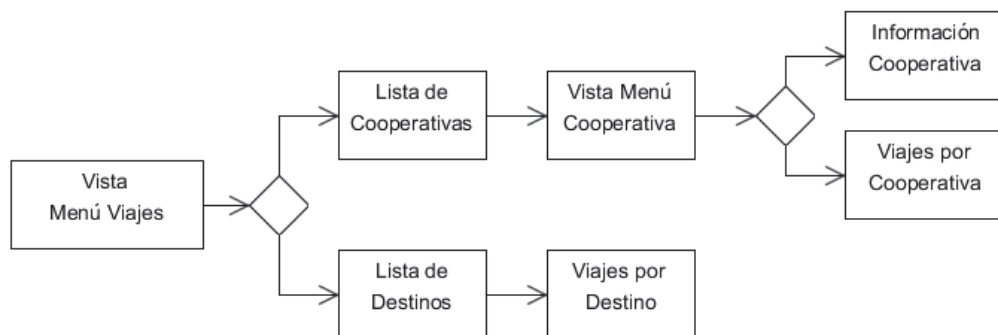 Información
Cooperativa
Lista de
Cooperativas
Vista Menú
Cooperativa
Viajes por
Cooperativa
Vista
Menú Viajes
Lista de
Destinos
Viajes por
Destino